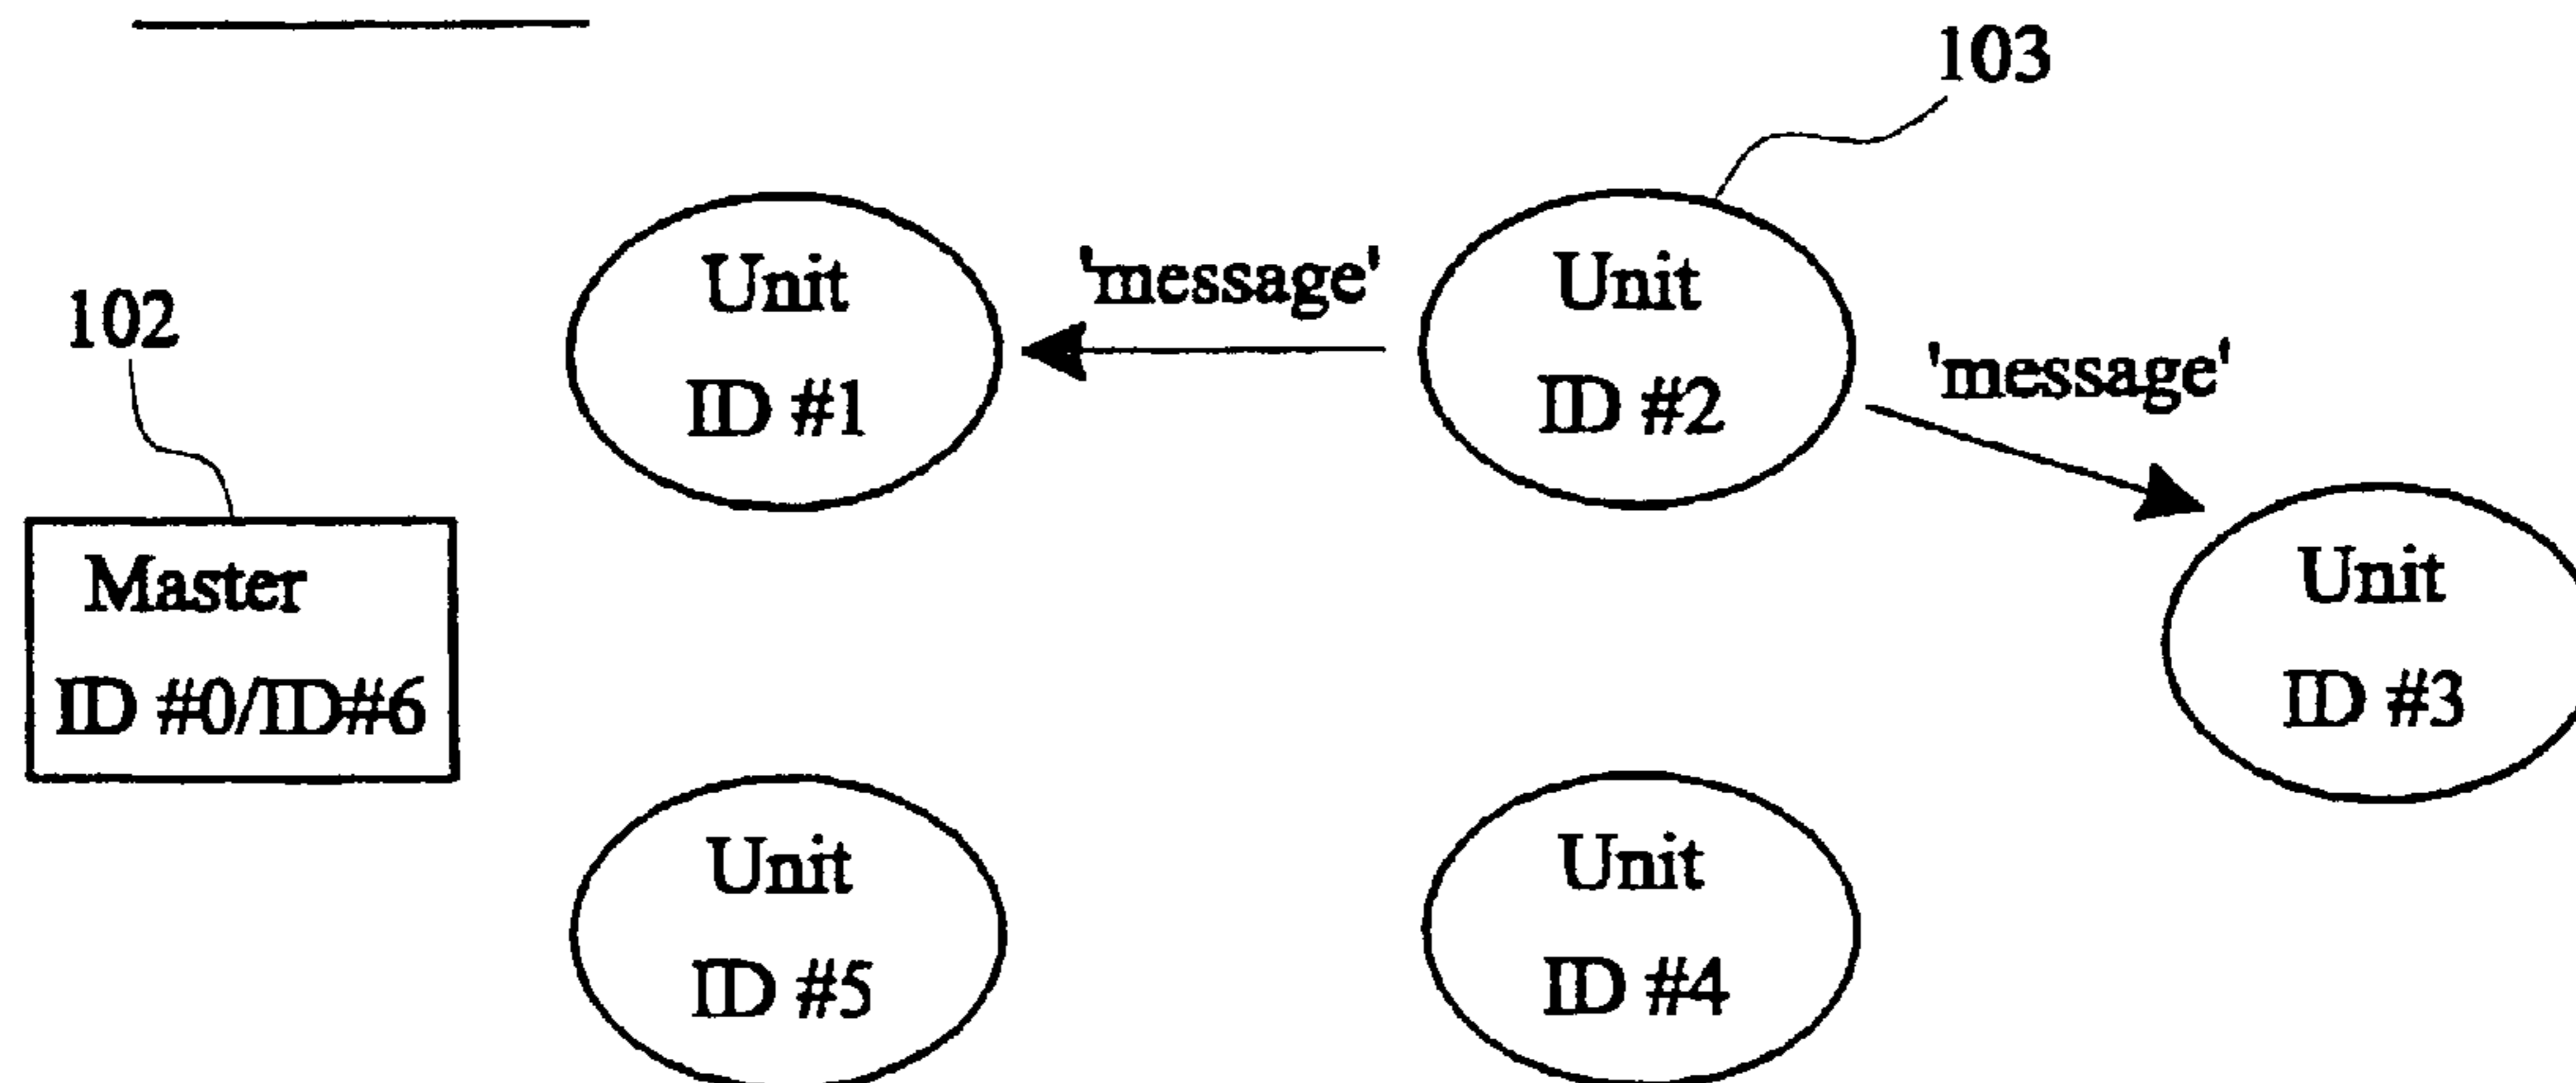 103
Unit
ID #1
'message'
Unit
ID #2
'message'
102
Master
ID #0/ID#6
Unit
ID #3
Unit
ID #5
Unit
ID #4